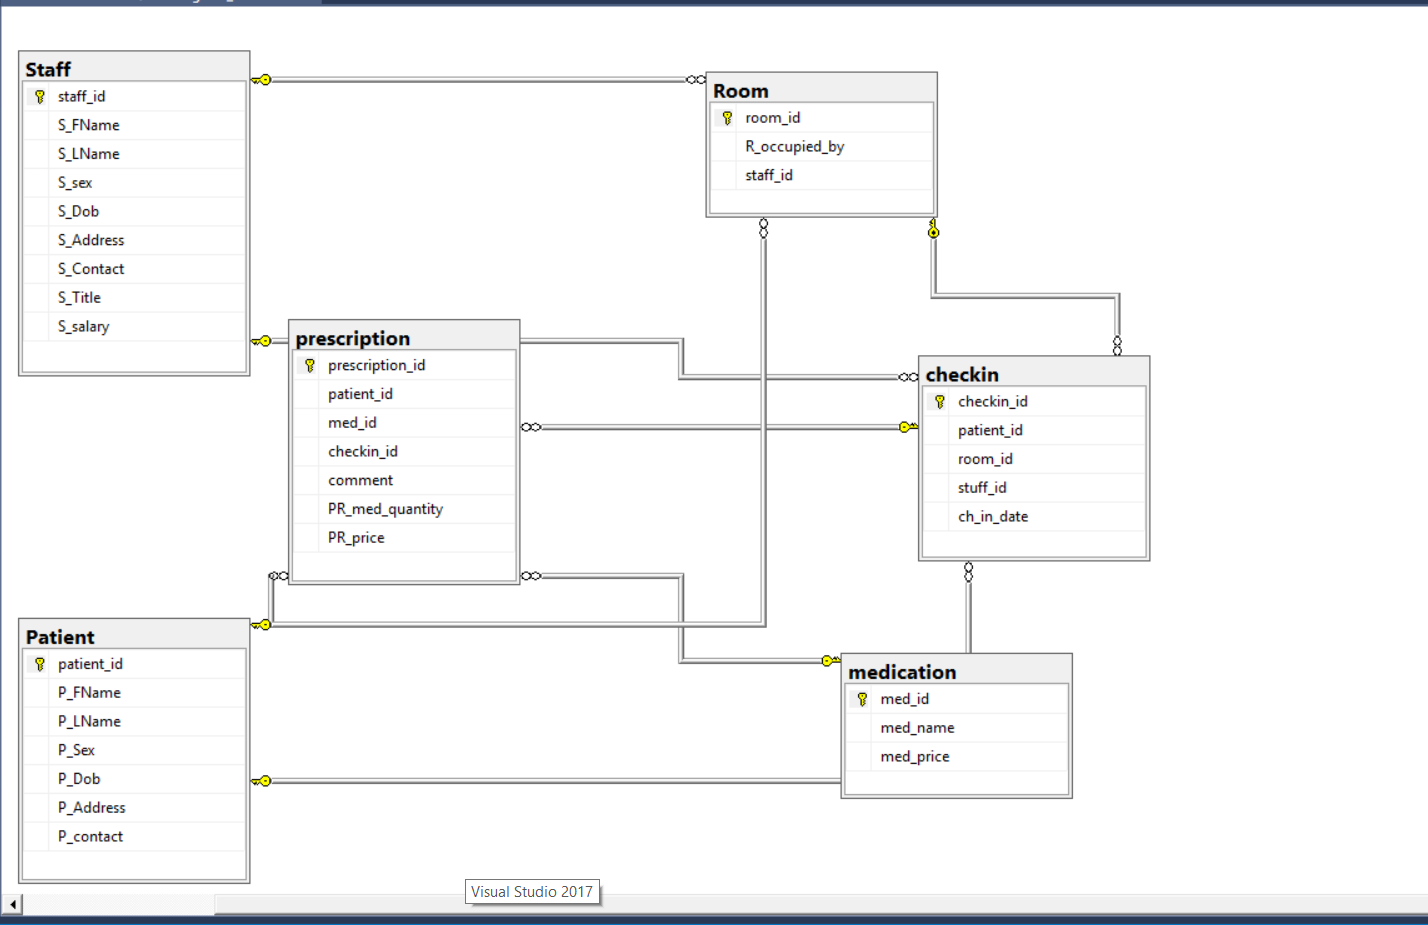 Staff
staff_id
S_FName
S_LName
S_sex
S_Dob
S_Address
S_Contact
S_Title
S_salary
Room
room_id
R_occupied_by
staff_id
prescription
prescription_id
patient_id
med_id
checkin_id
comment
PR_med_quantity
PR_price
checkin
checkin_id
patient_id
room_id
stuff_id
ch_in_date
Patient
patient_id
P_FName
P_LName
P_Sex
P_Dob
P_Address
P_contact
medication
med_id
med_name
med_price
Visual Studio 2017